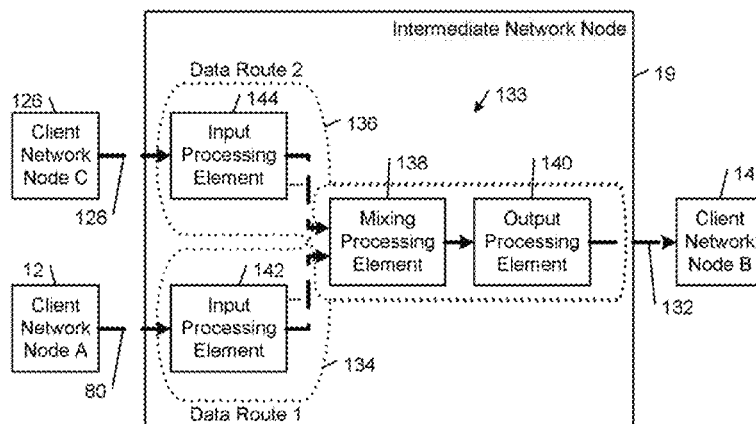 Intermediate Network Node
Data Route 2
19
126
144
133
136
Client
Network
Node C
Input
Processing
Element
138
140
14
126
Mixing
Processing
Element
Output
Processing
Element
Client
Network
Node B
12
142
132
Client
Network
Node A
Input
Processing
Element
134
80
Data Route 1